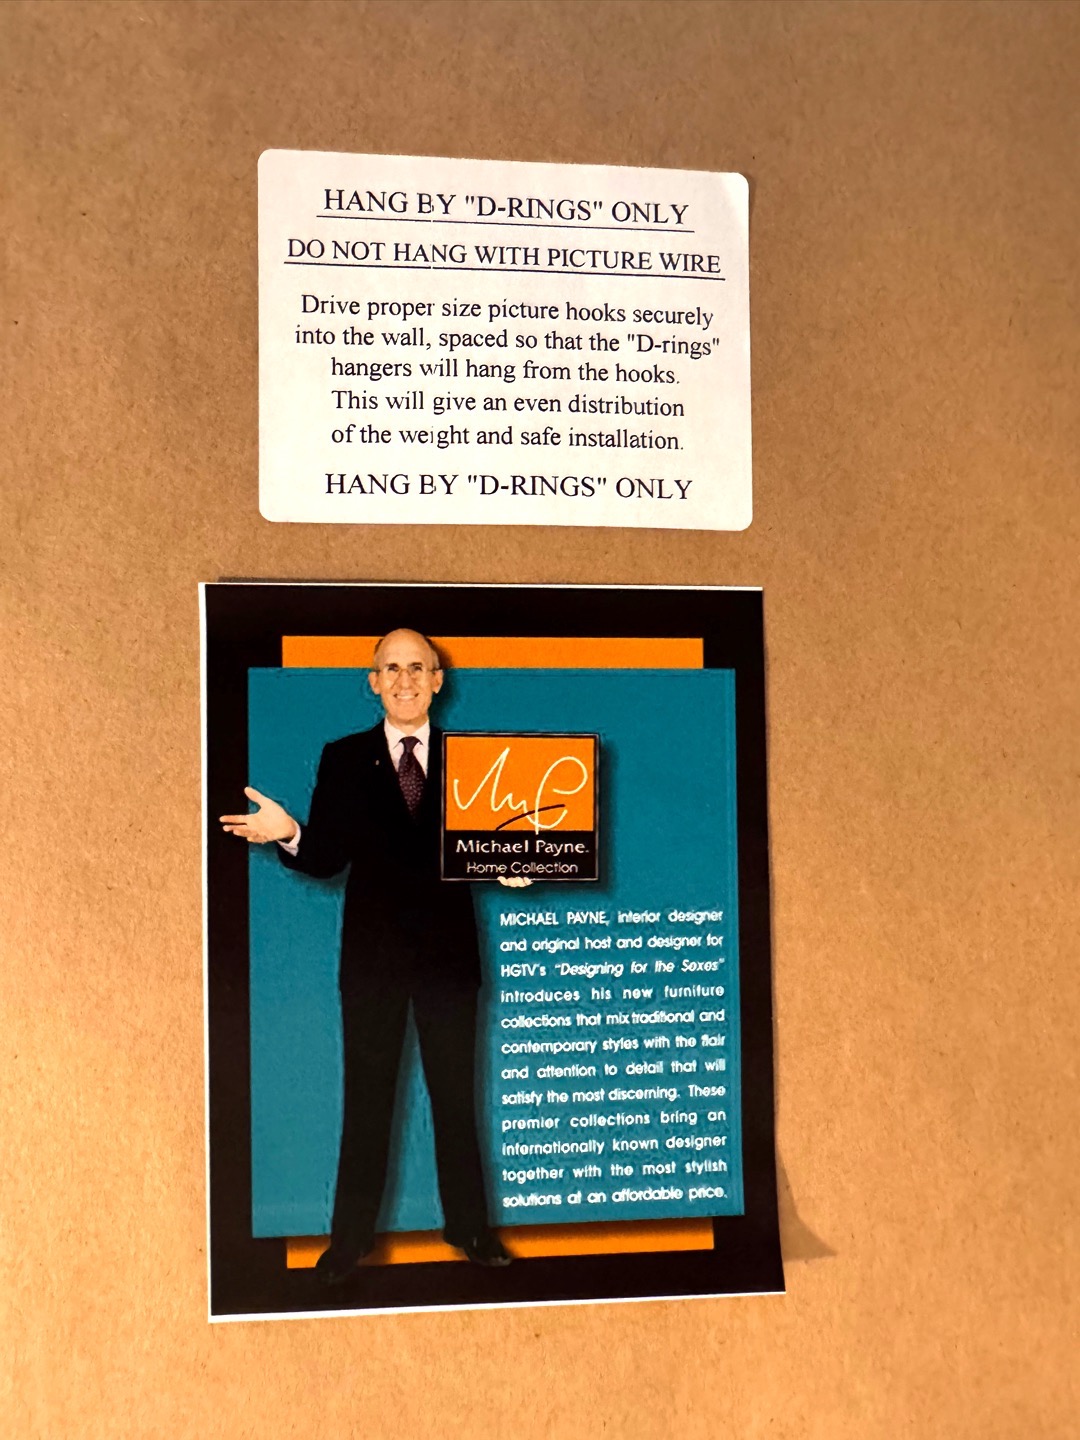 HANG BY "D-RINGS" ONLY
DO NOT HANG WITH PICTURE WIRE
Drive proper size picture hooks securely
into the wall, spaced so that the "D-rings"
hangers will hang from the hooks.
This will give an even distribution
of the weight and safe installation.
HANG BY "D-RINGS" ONLY
MP
Michael Payne.
Home Collection
MICHAEL PAYNE, interior designer
and original host and designer for
HGTV's "Designing for the Sexes"
introduces his new furniture
collections that mix traditional and
contemporary styles with the flair
and attention to detail that will
satisfy the most discerning. These
premier collections bring an
internationally known designer
together with the most stylish
solutions at an affordable price.